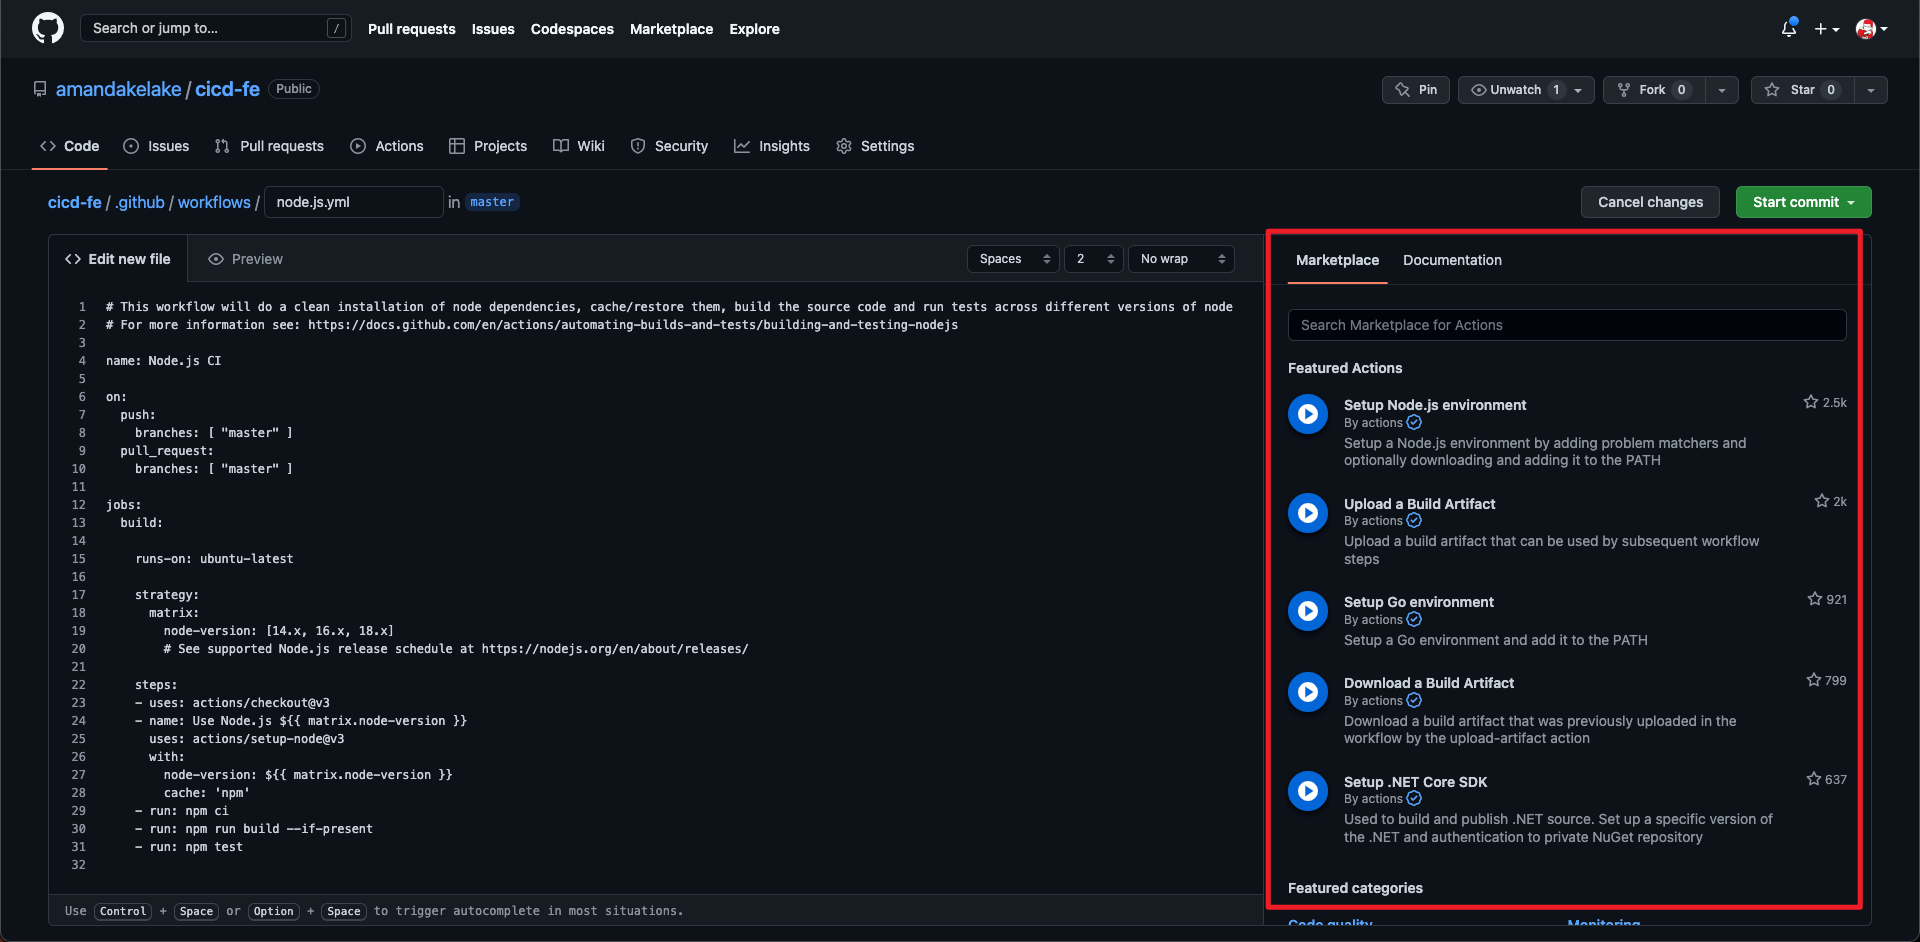 Search or jump to... /
Pull requests Issues Codespaces Marketplace Explore
amandakelake / cicd-fe Public
Pin Unwatch 1 Fork 0 Star 0
Code Issues Pull requests Actions Projects Wiki Security Insights Settings
cicd-fe / .github / workflows / node.js.yml in master
Cancel changes Start commit
Edit new file Preview
Spaces 2 No wrap
1 # This workflow will do a clean installation of node dependencies, cache/restore them, build the source code and run tests across different versions of node
2 # For more information see: https://docs.github.com/en/actions/automating-builds-and-tests/building-and-testing-nodejs
3
4 name: Node.js CI
5
6 on:
7 push:
8 branches: [ "master" ]
9 pull_request:
10 branches: [ "master" ]
11
12 jobs:
13 build:
14
15 runs-on: ubuntu-latest
16
17 strategy:
18 matrix:
19 node-version: [14.x, 16.x, 18.x]
20 # See supported Node.js release schedule at https://nodejs.org/en/about/releases/
21
22 steps:
23 - uses: actions/checkout@v3
24 - name: Use Node.js ${{ matrix.node-version }}
25 uses: actions/setup-node@v3
26 with:
27 node-version: ${{ matrix.node-version }}
28 cache: 'npm'
29 - run: npm ci
30 - run: npm run build --if-present
31 - run: npm test
32
Use Control + Space or Option + Space to trigger autocomplete in most situations.
Marketplace Documentation
Search Marketplace for Actions
Featured Actions
Setup Node.js environment 2.5k
By actions
Setup a Node.js environment by adding problem matchers and
optionally downloading and adding it to the PATH
Upload a Build Artifact 2k
By actions
Upload a build artifact that can be used by subsequent workflow
steps
Setup Go environment 921
By actions
Setup a Go environment and add it to the PATH
Download a Build Artifact 799
By actions
Download a build artifact that was previously uploaded in the
workflow by the upload-artifact action
Setup .NET Core SDK 637
By actions
Used to build and publish .NET source. Set up a specific version of
the .NET and authentication to private NuGet repository
Featured categories
Code quality Monitoring